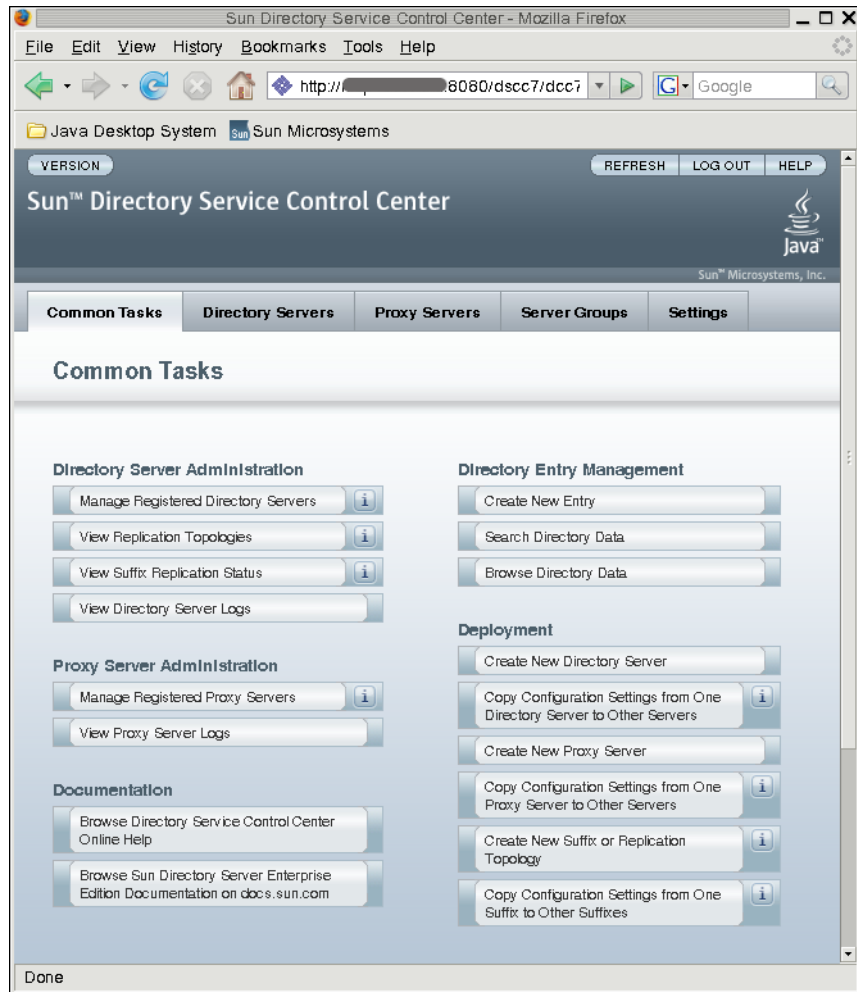 Sun Directory Service Control Center - Mozilla Firefox
File Edit View History Bookmarks Tools Help
http:// :8080/dscc7/dcc7
G Google
Java Desktop System Sun Sun Microsystems
VERSION
REFRESH LOG OUT HELP
Sun™ Directory Service Control Center
Java™
Sun™ Microsystems, Inc.
Common Tasks Directory Servers Proxy Servers Server Groups Settings
Common Tasks
Directory Server Administration
Manage Registered Directory Servers i
View Replication Topologies i
View Suffix Replication Status i
View Directory Server Logs
Proxy Server Administration
Manage Registered Proxy Servers i
View Proxy Server Logs
Documentation
Browse Directory Service Control Center
Online Help
Browse Sun Directory Server Enterprise
Edition Documentation on docs.sun.com
Directory Entry Management
Create New Entry
Search Directory Data
Browse Directory Data
Deployment
Create New Directory Server
Copy Configuration Settings from One i
Directory Server to Other Servers
Create New Proxy Server
Copy Configuration Settings from One i
Proxy Server to Other Servers
Create New Suffix or Replication i
Topology
Copy Configuration Settings from One i
Suffix to Other Suffixes
Done